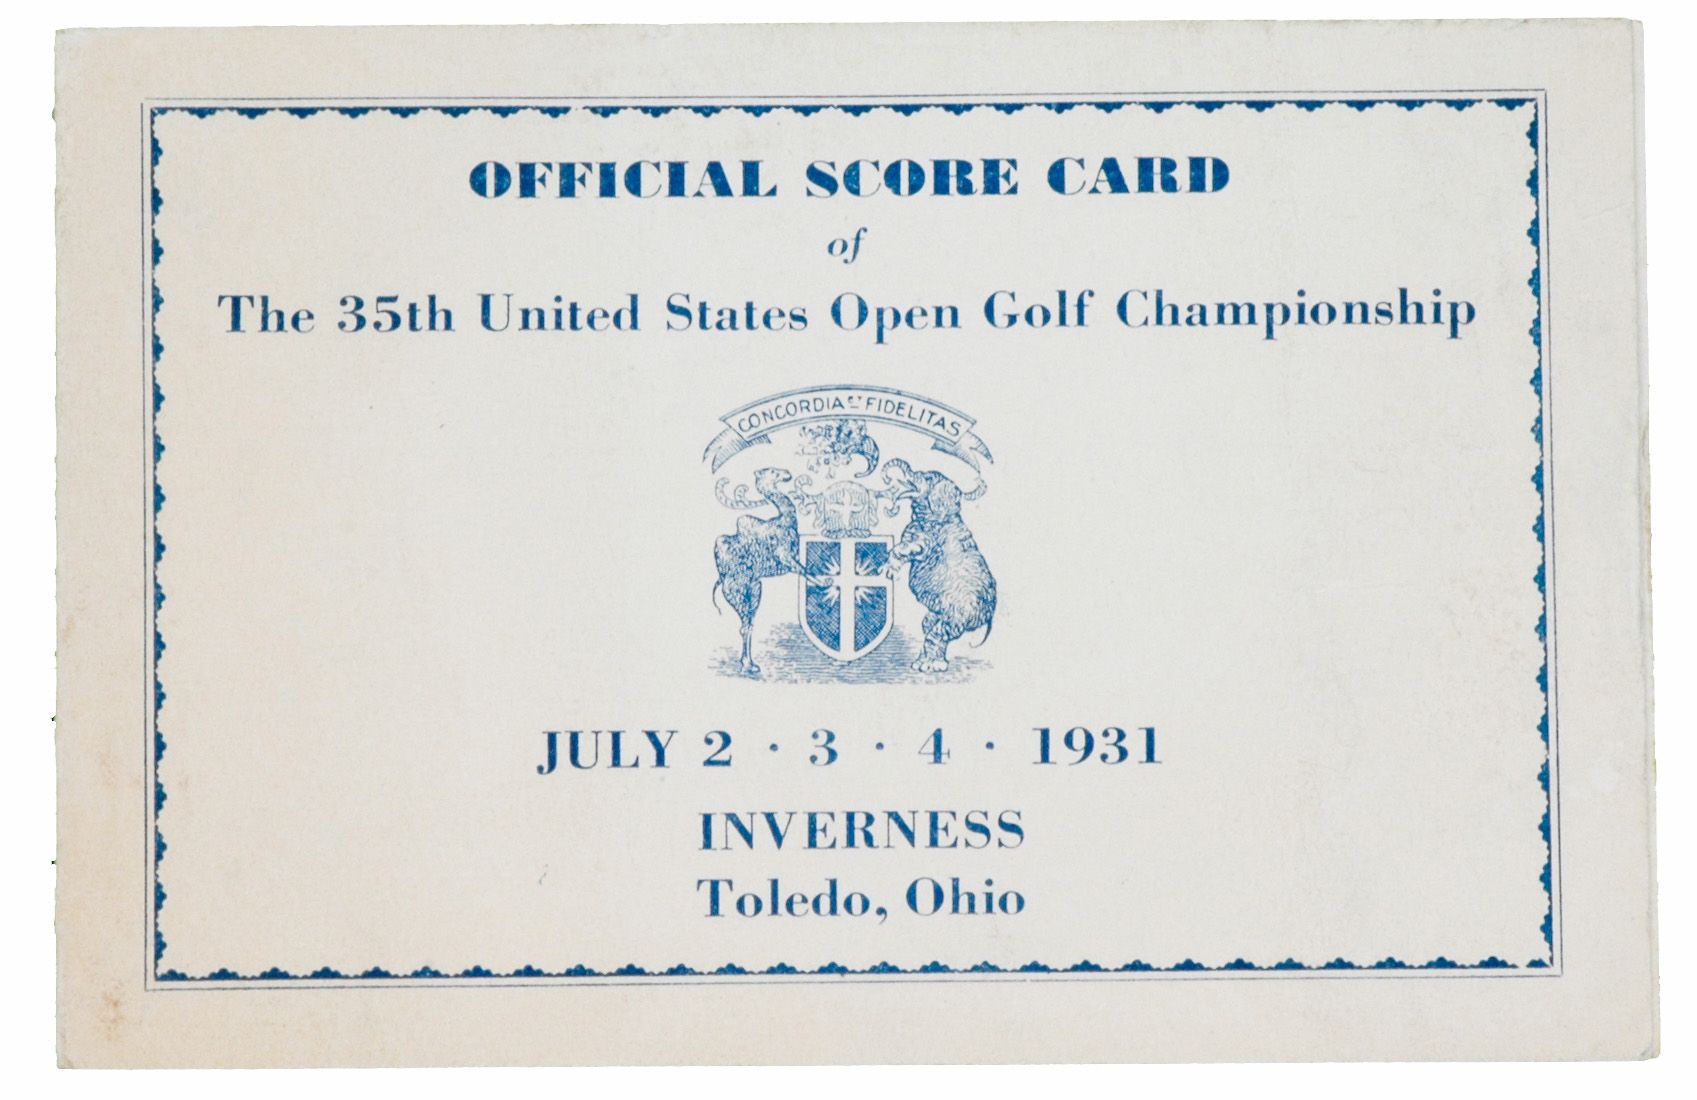 OFFICIAL SCORE CARD
of
The 35th United States Open Golf Championship
CONCORDIA ET FIDELITAS
JULY 2 · 3 · 4 · 1931
INVERNESS
Toledo, Ohio